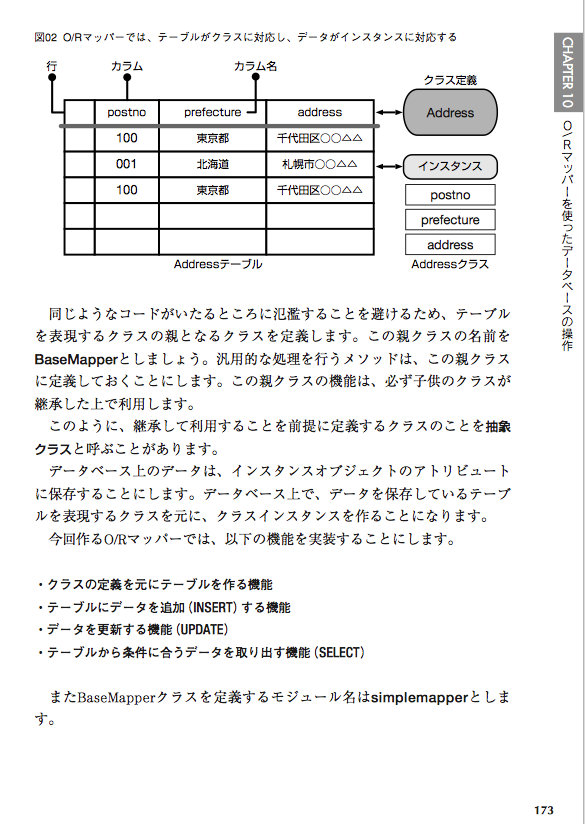 図02 O/Rマッパーでは、テーブルがクラスに対応し、データがインスタンスに対応する
行 カラム カラム名
クラス定義
postno prefecture address
Address
100 東京都 千代田区○○△△
001 北海道 札幌市○○△△
インスタンス
100 東京都 千代田区○○△△
postno
prefecture
address
Addressテーブル
Addressクラス
同じようなコードがいたるところに氾濫することを避けるため、テーブル
を表現するクラスの親となるクラスを定義します。この親クラスの名前を
BaseMapperとしましょう。汎用的な処理を行うメソッドは、この親クラス
に定義しておくことにします。この親クラスの機能は、必ず子供のクラスが
継承した上で利用します。
このように、継承して利用することを前提に定義するクラスのことを抽象
クラスと呼ぶことがあります。
データベース上のデータは、インスタンスオブジェクトのアトリビュート
に保存することにします。データベース上で、データを保存しているテーブ
ルを表現するクラスを元に、クラスインスタンスを作ることになります。
今回作るO/Rマッパーでは、以下の機能を実装することにします。
・クラスの定義を元にテーブルを作る機能
・テーブルにデータを追加（INSERT）する機能
・データを更新する機能（UPDATE）
・テーブルから条件に合うデータを取り出す機能（SELECT）
またBaseMapperクラスを定義するモジュール名はsimplemapperとしま
す。
CHAPTER 10
O/Rマッパーを使ったデータベースの操作
173